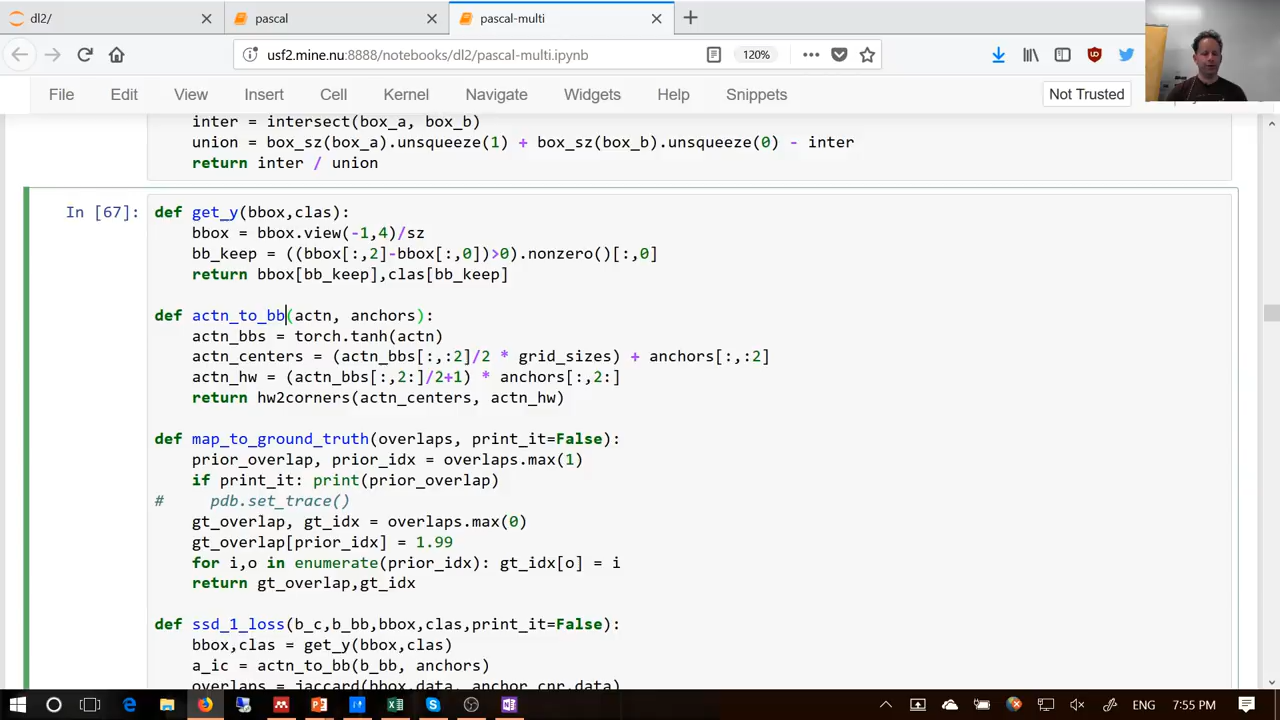 dl2/
pascal
pascal-multi
usf2.mine.nu:8888/notebooks/dl2/pascal-multi.ipynb
120%
File Edit View Insert Cell Kernel Navigate Widgets Help Snippets
Not Trusted
inter = intersect(box_a, box_b)
union = box_sz(box_a).unsqueeze(1) + box_sz(box_b).unsqueeze(0) - inter
return inter / union
In [67]:
def get_y(bbox,clas):
bbox = bbox.view(-1,4)/sz
bb_keep = ((bbox[:,2]-bbox[:,0])>0).nonzero()[:,0]
return bbox[bb_keep],clas[bb_keep]
def actn_to_bb(actn, anchors):
actn_bbs = torch.tanh(actn)
actn_centers = (actn_bbs[:,:2]/2 * grid_sizes) + anchors[:,:2]
actn_hw = (actn_bbs[:,2:]/2+1) * anchors[:,2:]
return hw2corners(actn_centers, actn_hw)
def map_to_ground_truth(overlaps, print_it=False):
prior_overlap, prior_idx = overlaps.max(1)
if print_it: print(prior_overlap)
# pdb.set_trace()
gt_overlap, gt_idx = overlaps.max(0)
gt_overlap[prior_idx] = 1.99
for i,o in enumerate(prior_idx): gt_idx[o] = i
return gt_overlap,gt_idx
def ssd_1_loss(b_c,b_bb,bbox,clas,print_it=False):
bbox,clas = get_y(bbox,clas)
a_ic = actn_to_bb(b_bb, anchors)
overlaps = jaccard(bbox.data, anchor_cnr.data)
ENG
7:55 PM